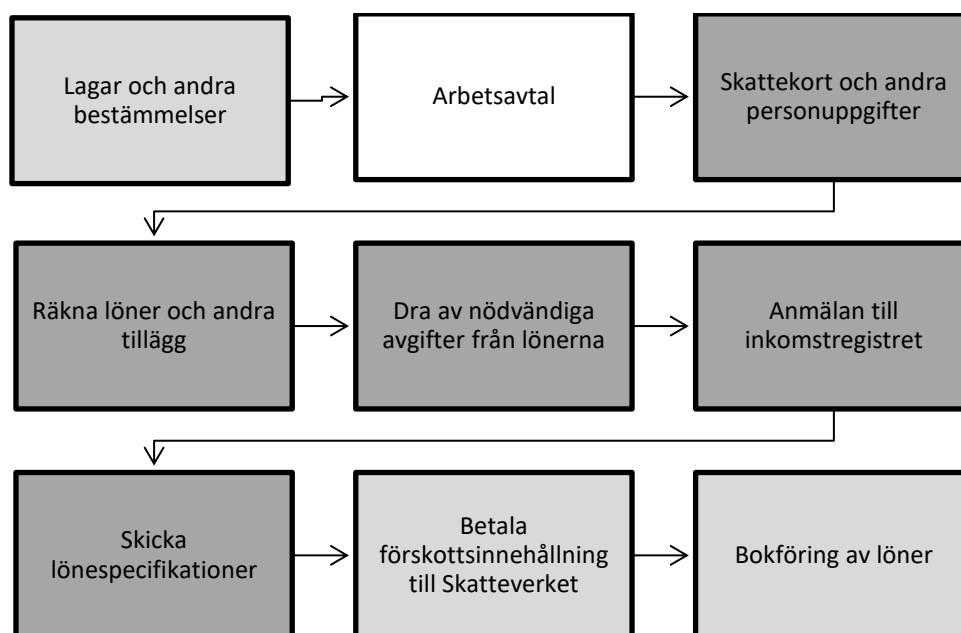 Lagar och andra
bestämmelser
Arbetsavtal
Skattekort och andra
personuppgifter
Räkna löner och andra
tillägg
Dra av nödvändiga
avgifter från lönerna
Anmälan till
inkomstregistret
Skicka
lönespecifikationer
Betala
förskottsinnehållning
till Skatteverket
Bokföring av löner